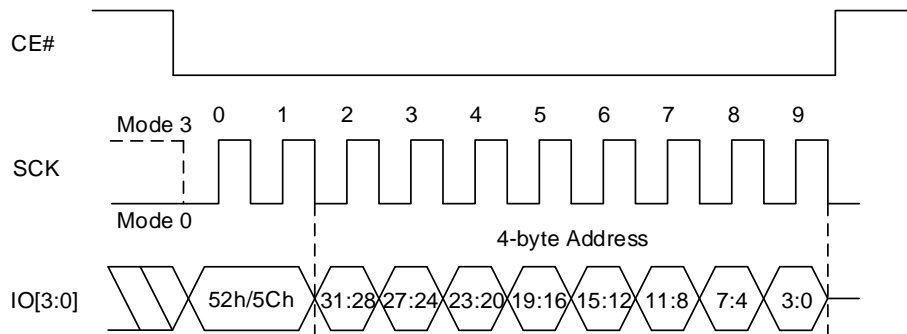 CE#
0 1 2 3 4 5 6 7 8 9
Mode 3
SCK
Mode 0
4-byte Address
IO[3:0] 52h/5Ch 31:28 27:24 23:20 19:16 15:12 11:8 7:4 3:0